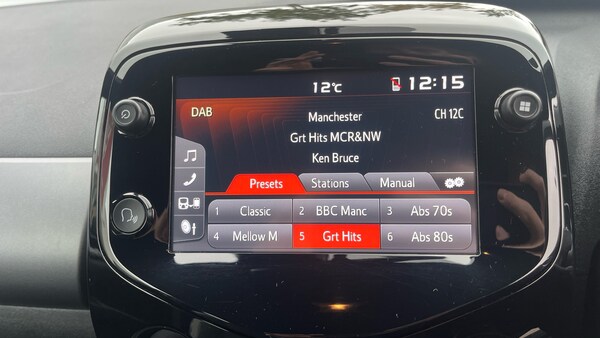 12°C 12:15
DAB Manchester CH 12C
Grt Hits MCR&NW
Ken Bruce
Presets Stations Manual
1 Classic 2 BBC Manc 3 Abs 70s
4 Mellow M 5 Grt Hits 6 Abs 80s